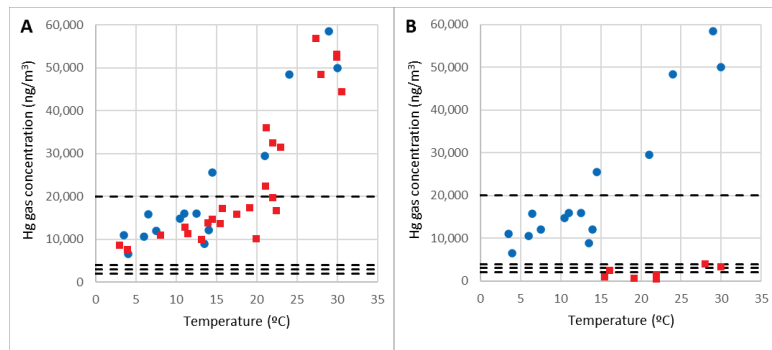 A
Hg gas concentration (ng/m³)
60,000
50,000
40,000
30,000
20,000
10,000
0
0 5 10 15 20 25 30 35
Temperature (ºC)
B
Hg gas concentration (ng/m³)
60,000
50,000
40,000
30,000
20,000
10,000
0
0 5 10 15 20 25 30 35
Temperature (ºC)